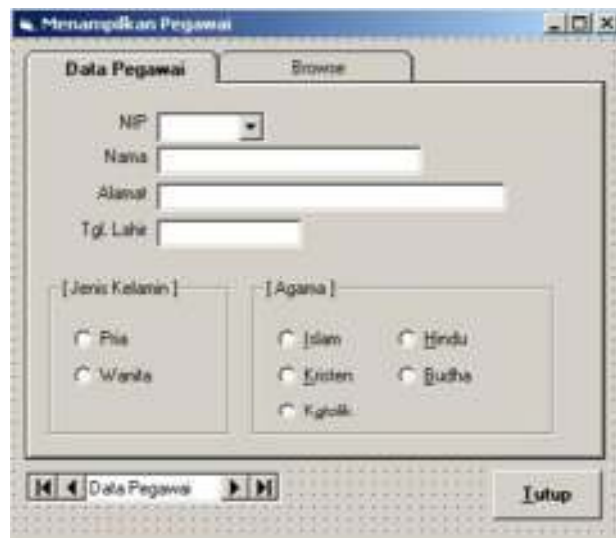 Menampilkan Pegawai
Data Pegawai
Browse
NIP
Nama
Alamat
Tgl. Lahir
[ Jenis Kelamin ]
[ Agama ]
Pria
Wanita
Islam
Hindu
Kristen
Budha
Katolik
Data Pegawai
Tutup